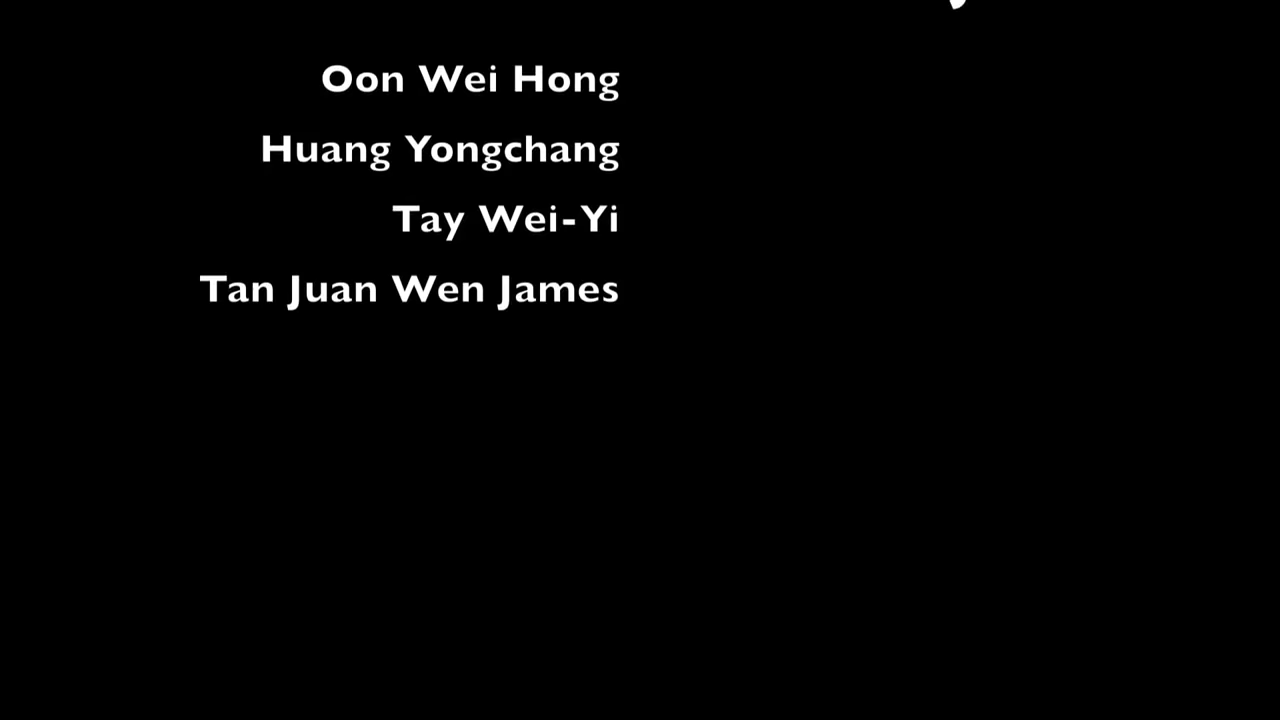 Oon Wei Hong
Huang Yongchang
Tay Wei-Yi
Tan Juan Wen James